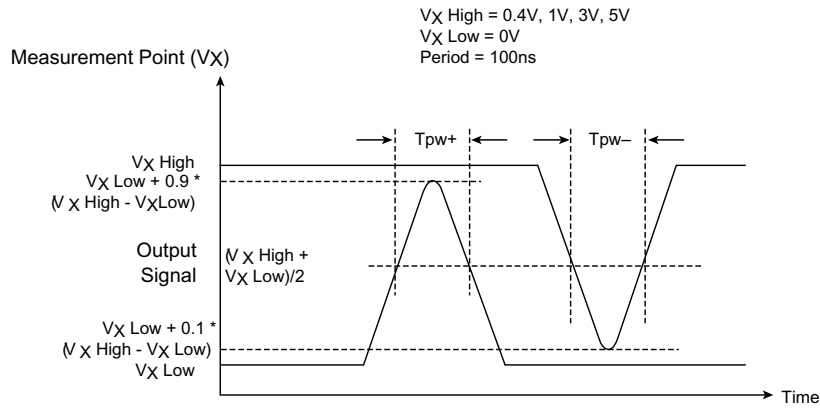 VX High = 0.4V, 1V, 3V, 5V
VX Low = 0V
Period = 100ns
Measurement Point (VX)
Tpw+
Tpw–
VX High
VX Low + 0.9 *
(V X High - VXLow)
Output
Signal
(V X High +
VX Low)/2
VX Low + 0.1 *
(V X High - VX Low)
VX Low
Time